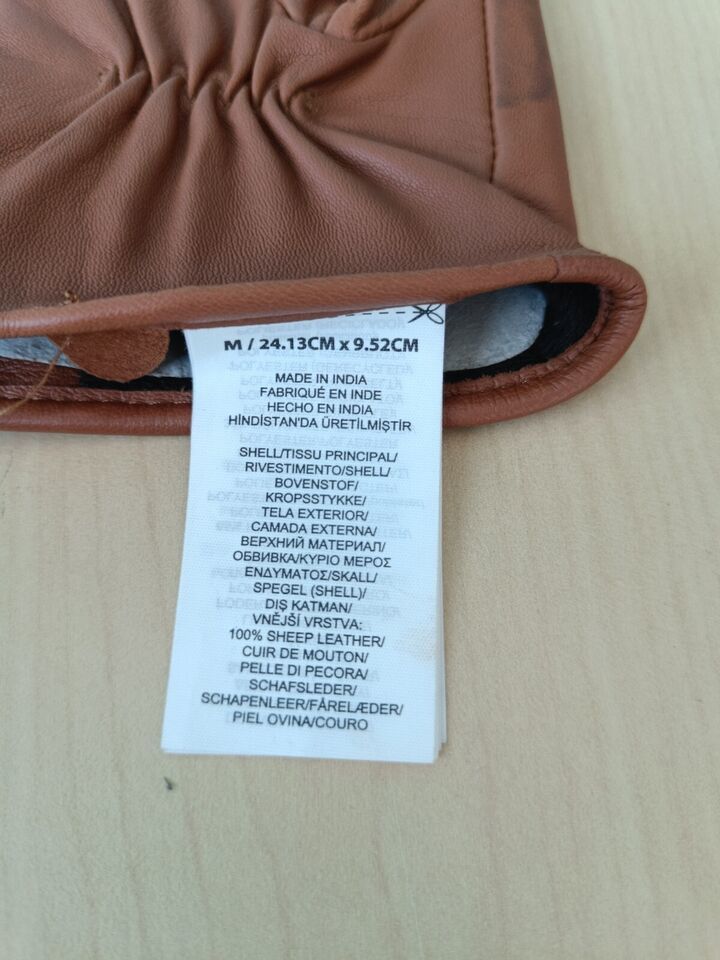 M / 24.13CM x 9.52CM
MADE IN INDIA
FABRIQUÉ EN INDE
HECHO EN INDIA
HİNDİSTAN'DA ÜRETİLMİŞTİR
SHELL/TISSU PRINCIPAL/
RIVESTIMENTO/SHELL/
BOVENSTOF/
KROPSSTYKKE/
TELA EXTERIOR/
CAMADA EXTERNA/
ВЕРХНИЙ МАТЕРИАЛ/
ОБВИВКА/ΚΥΡΙΟ ΜΕΡΟΣ
ΕΝΔΥΜΑΤΟΣ/SKALL/
SPEGEL (SHELL)/
DIŞ KATMAN/
VNĚJŠÍ VRSTVA:
100% SHEEP LEATHER/
CUIR DE MOUTON/
PELLE DI PECORA/
SCHAFSLEDER/
SCHAPENLEER/FÅRELÆDER/
PIEL OVINA/COURO